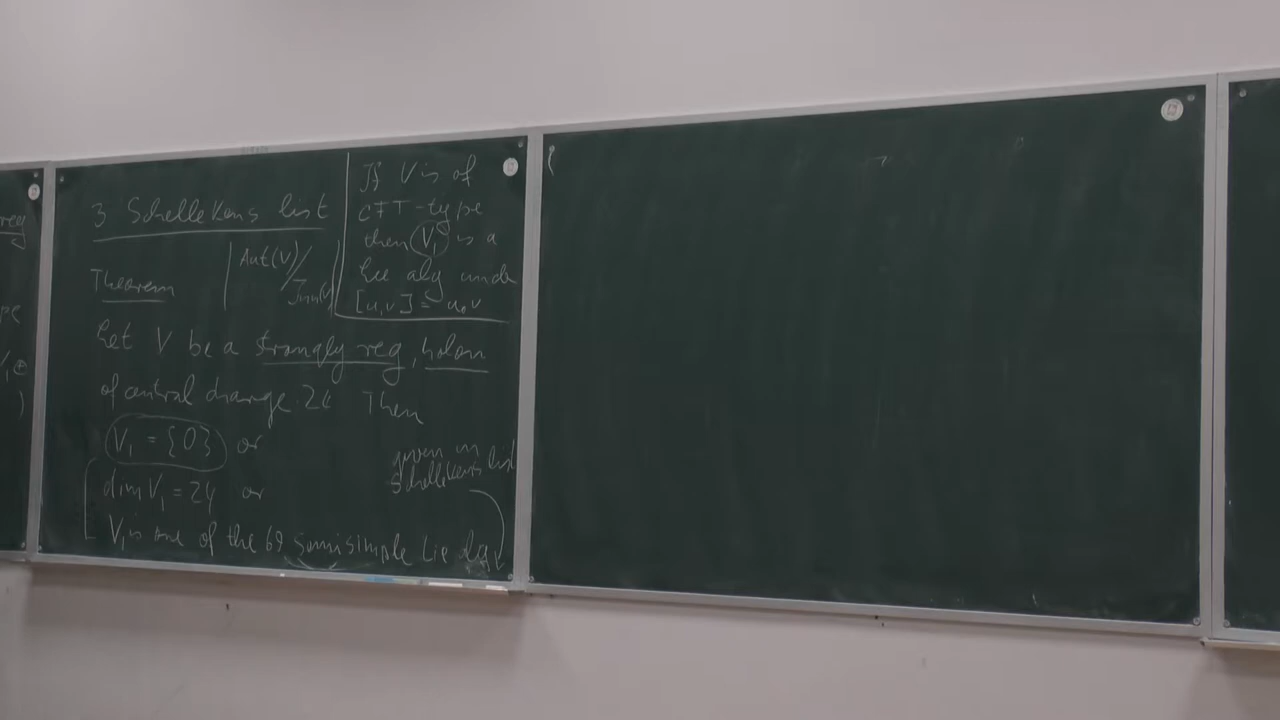 reg
3 Schellekens list
Theorem
Aut(V)/
Inn(V)
If V is of
CFT-type
then V₁ is a
Lie alg under
[u,v] = u₀v
Let V be a strongly reg, holom
of central charge 24 Then
V₁ = {0} or
dim V₁ = 24 or
given in
Schellekens list
V₁ is one of the 69 semisimple Lie alg